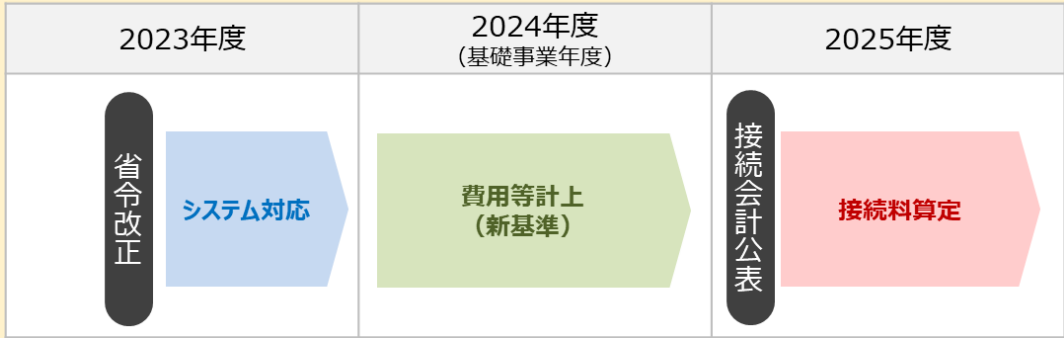 2023年度
2024年度
（基礎事業年度）
2025年度
省令改正
システム対応
費用等計上
（新基準）
接続会計公表
接続料算定